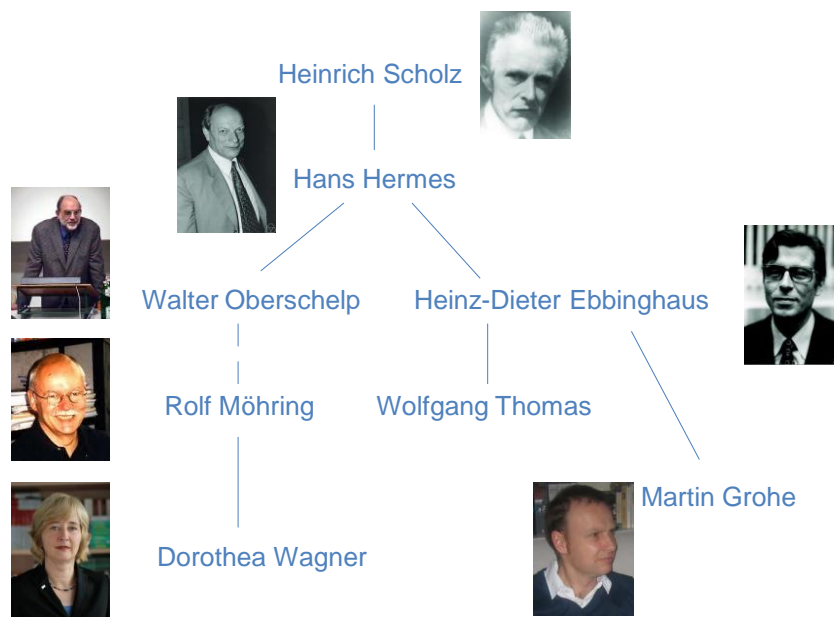 Heinrich Scholz
Hans Hermes
Walter Oberschelp
Heinz-Dieter Ebbinghaus
Rolf Möhring
Wolfgang Thomas
Martin Grohe
Dorothea Wagner